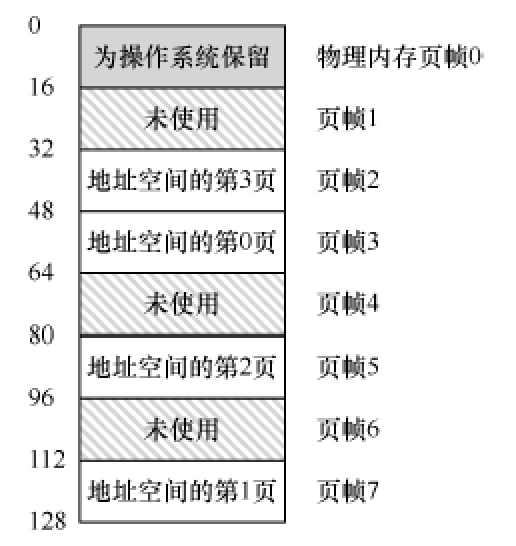 0
为操作系统保留 物理内存页帧0
16
未使用 页帧1
32
地址空间的第3页 页帧2
48
地址空间的第0页 页帧3
64
未使用 页帧4
80
地址空间的第2页 页帧5
96
未使用 页帧6
112
地址空间的第1页 页帧7
128